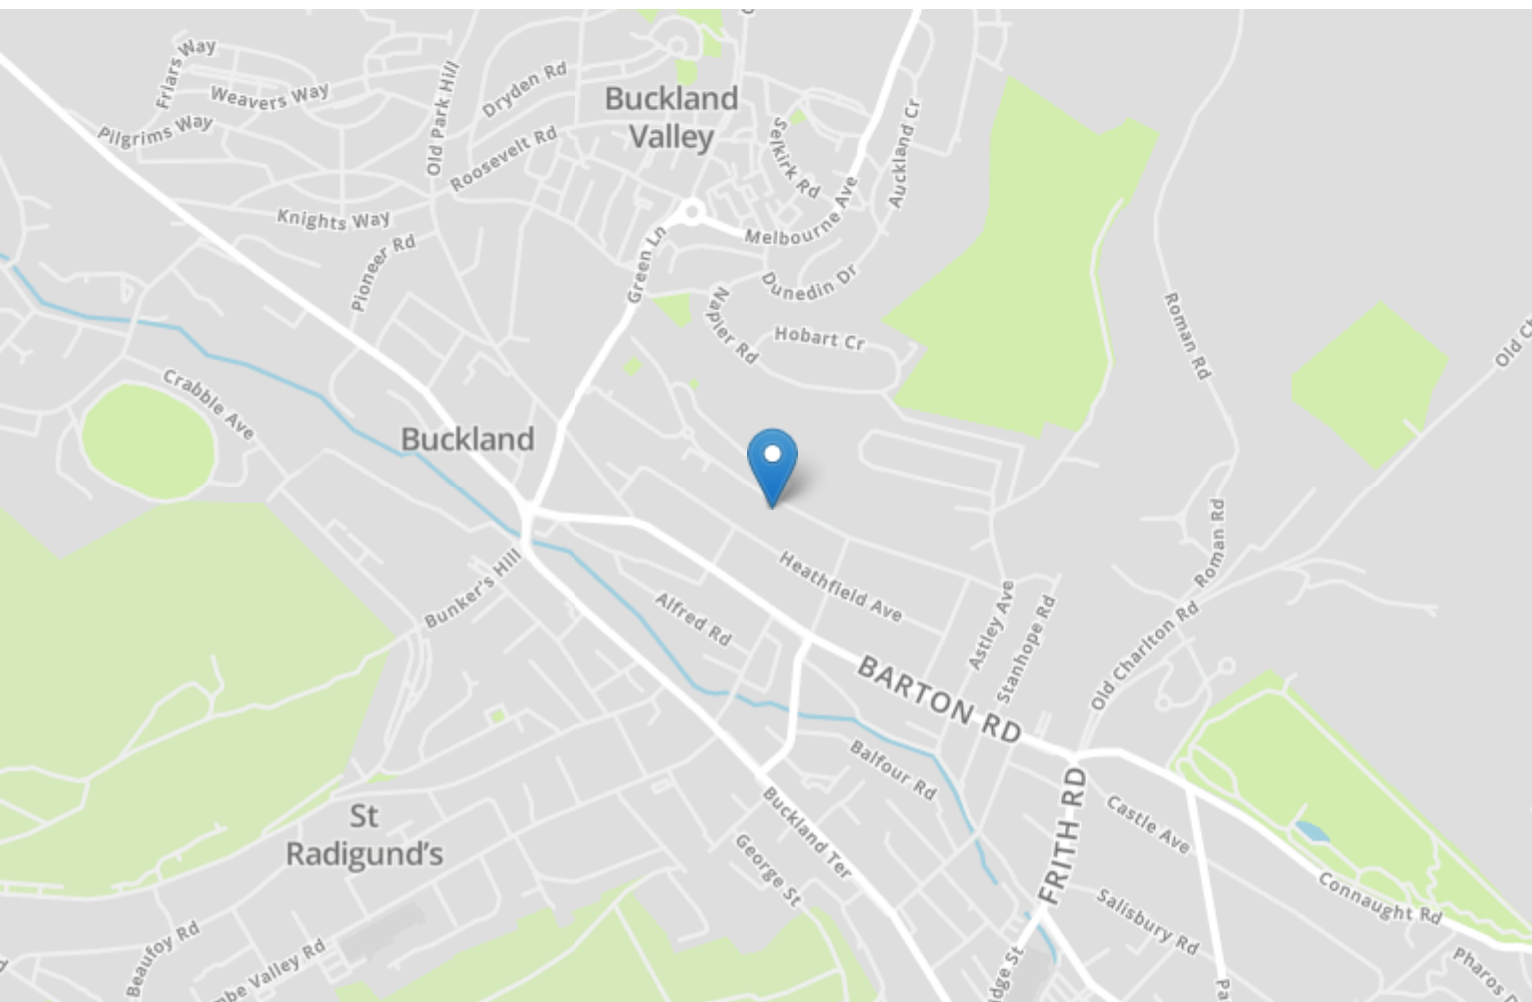 Friars Way
Weavers Way
Pilgrims Way
Old Park Hill
Dryden Rd
Roosevelt Rd
Buckland
Valley
Selkirk Rd
Auckland Cr
Knights Way
Pioneer Rd
Green Ln
Melbourne Ave
Dunedin Dr
Napier Rd
Hobart Cr
Roman Rd
Crabble Ave
Buckland
Roman Rd
Heathfield Ave
Bunker's Hill
Alfred Rd
Astley Ave
Stanhope Rd
Old Charlton Rd
BARTON RD
Balfour Rd
FRITH RD
Castle Ave
St
Radigund's
Buckland Ter
George St
Connaught Rd
Salisbury Rd
Beaufoy Rd
Valley Rd
Pharos